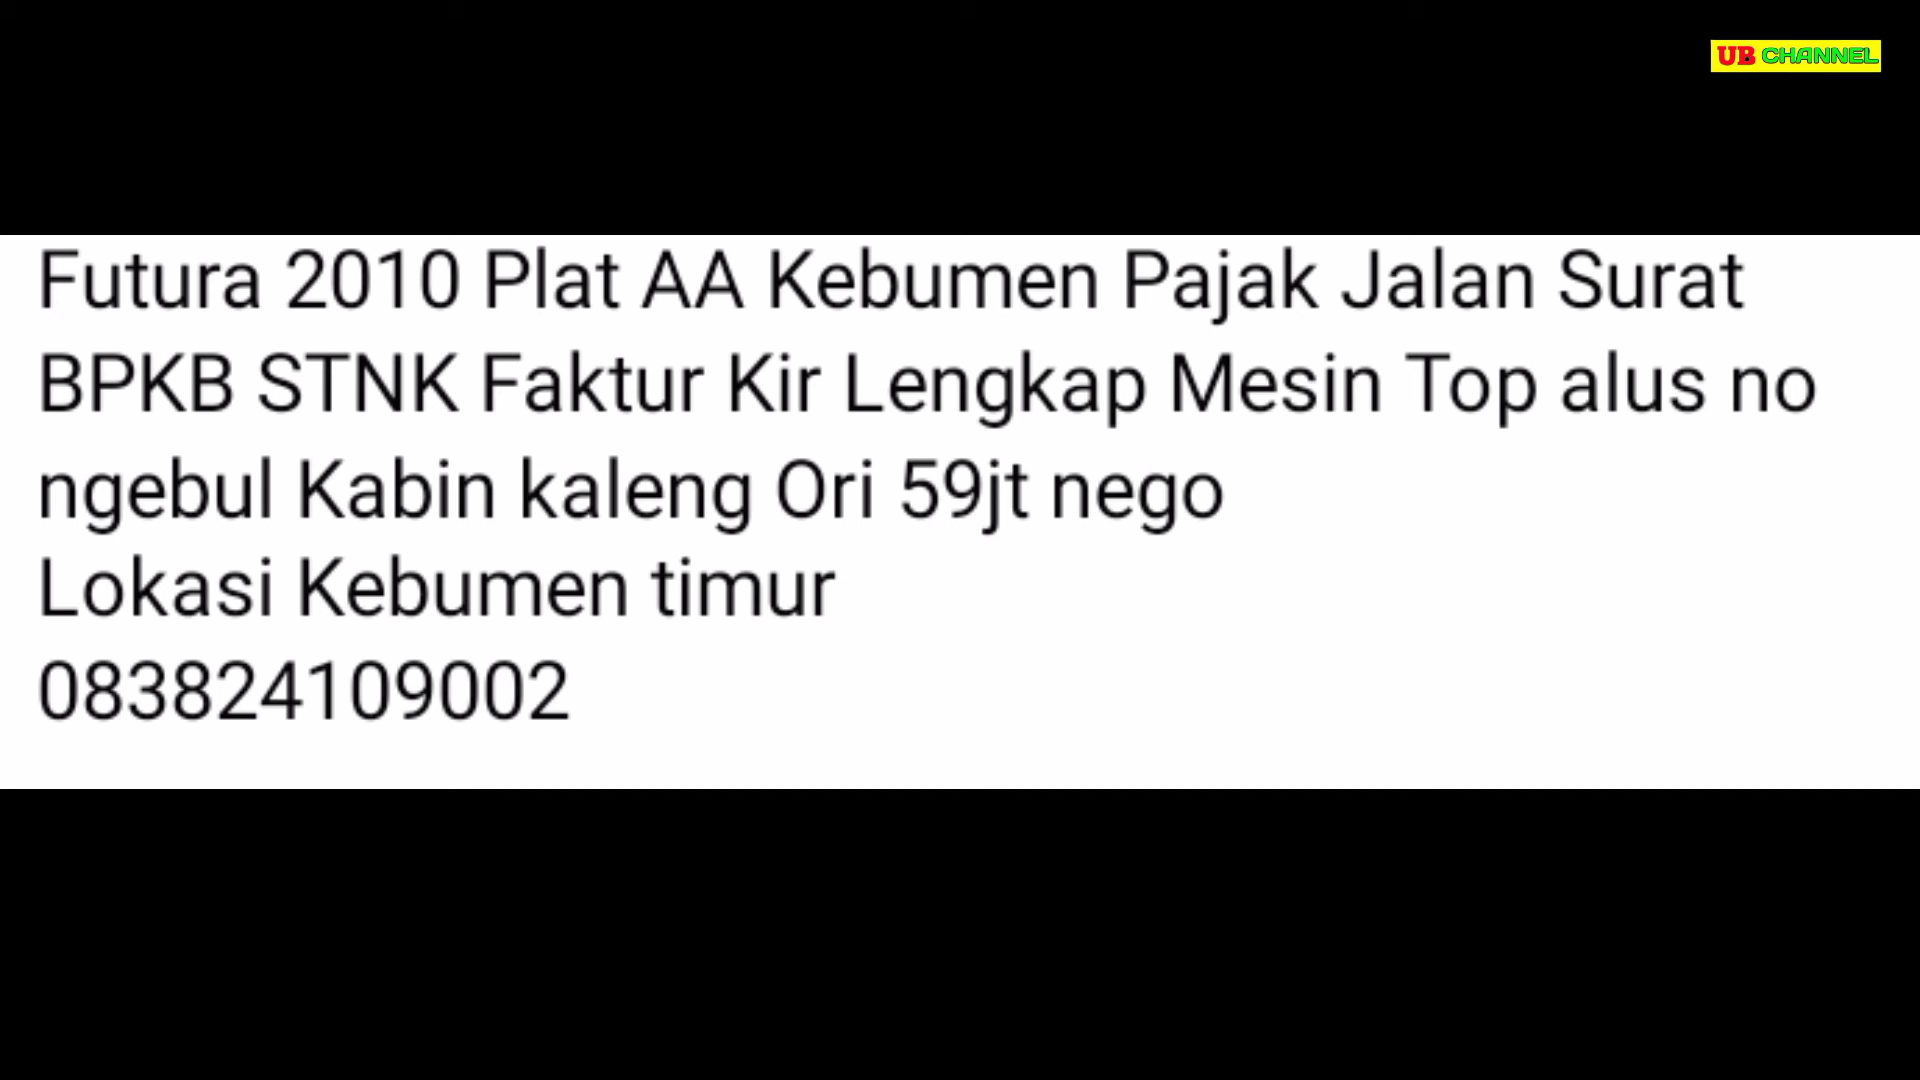 UB CHANNEL
Futura 2010 Plat AA Kebumen Pajak Jalan Surat
BPKB STNK Faktur Kir Lengkap Mesin Top alus no
ngebul Kabin kaleng Ori 59jt nego
Lokasi Kebumen timur
083824109002